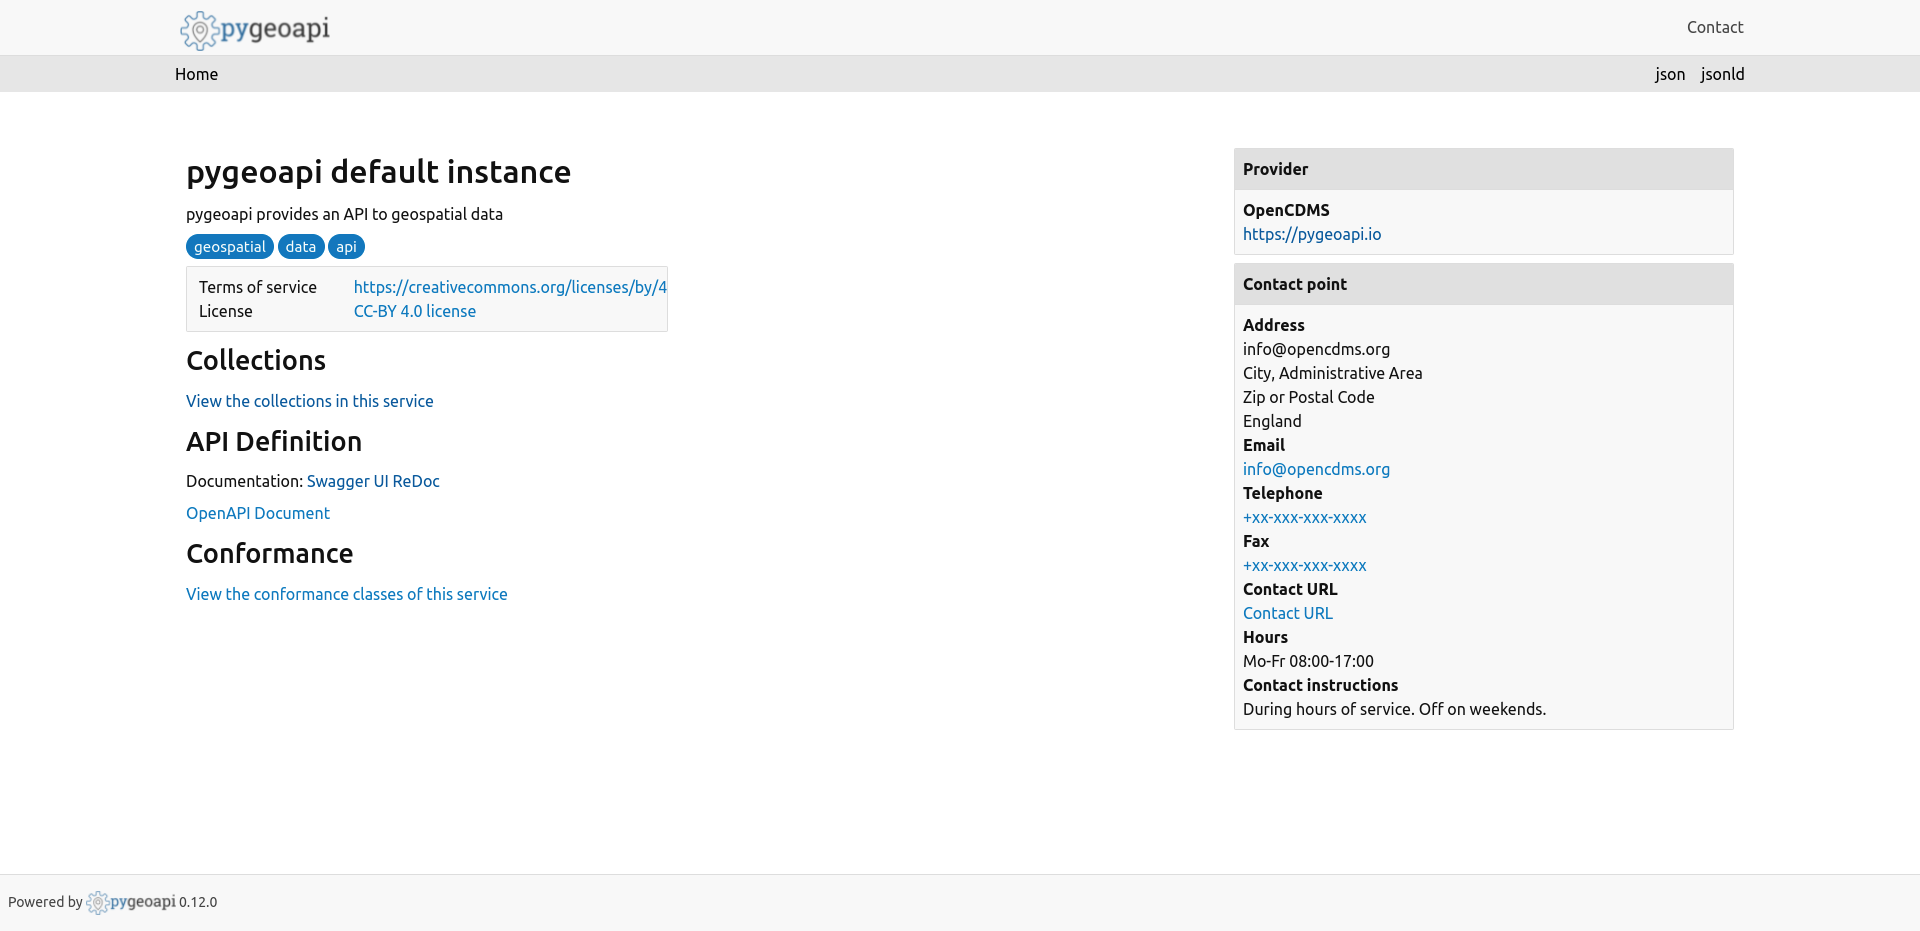 pygeoapi
Contact
Home
json jsonld
pygeoapi default instance
pygeoapi provides an API to geospatial data
geospatial data api
Terms of service https://creativecommons.org/licenses/by/4
License CC-BY 4.0 license
Collections
View the collections in this service
API Definition
Documentation: Swagger UI ReDoc
OpenAPI Document
Conformance
View the conformance classes of this service
Provider
OpenCDMS
https://pygeoapi.io
Contact point
Address
info@opencdms.org
City, Administrative Area
Zip or Postal Code
England
Email
info@opencdms.org
Telephone
+xx-xxx-xxx-xxxx
Fax
+xx-xxx-xxx-xxxx
Contact URL
Contact URL
Hours
Mo-Fr 08:00-17:00
Contact instructions
During hours of service. Off on weekends.
Powered by pygeoapi 0.12.0